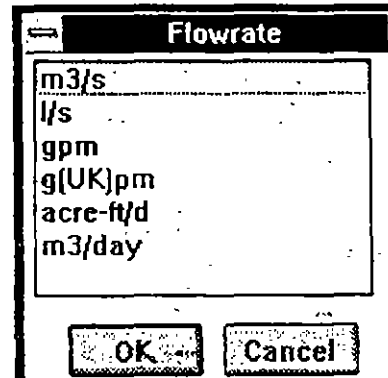 Flowrate
m3/s
l/s
gpm
g(UK)pm
acre-ft/d
m3/day
OK Cancel